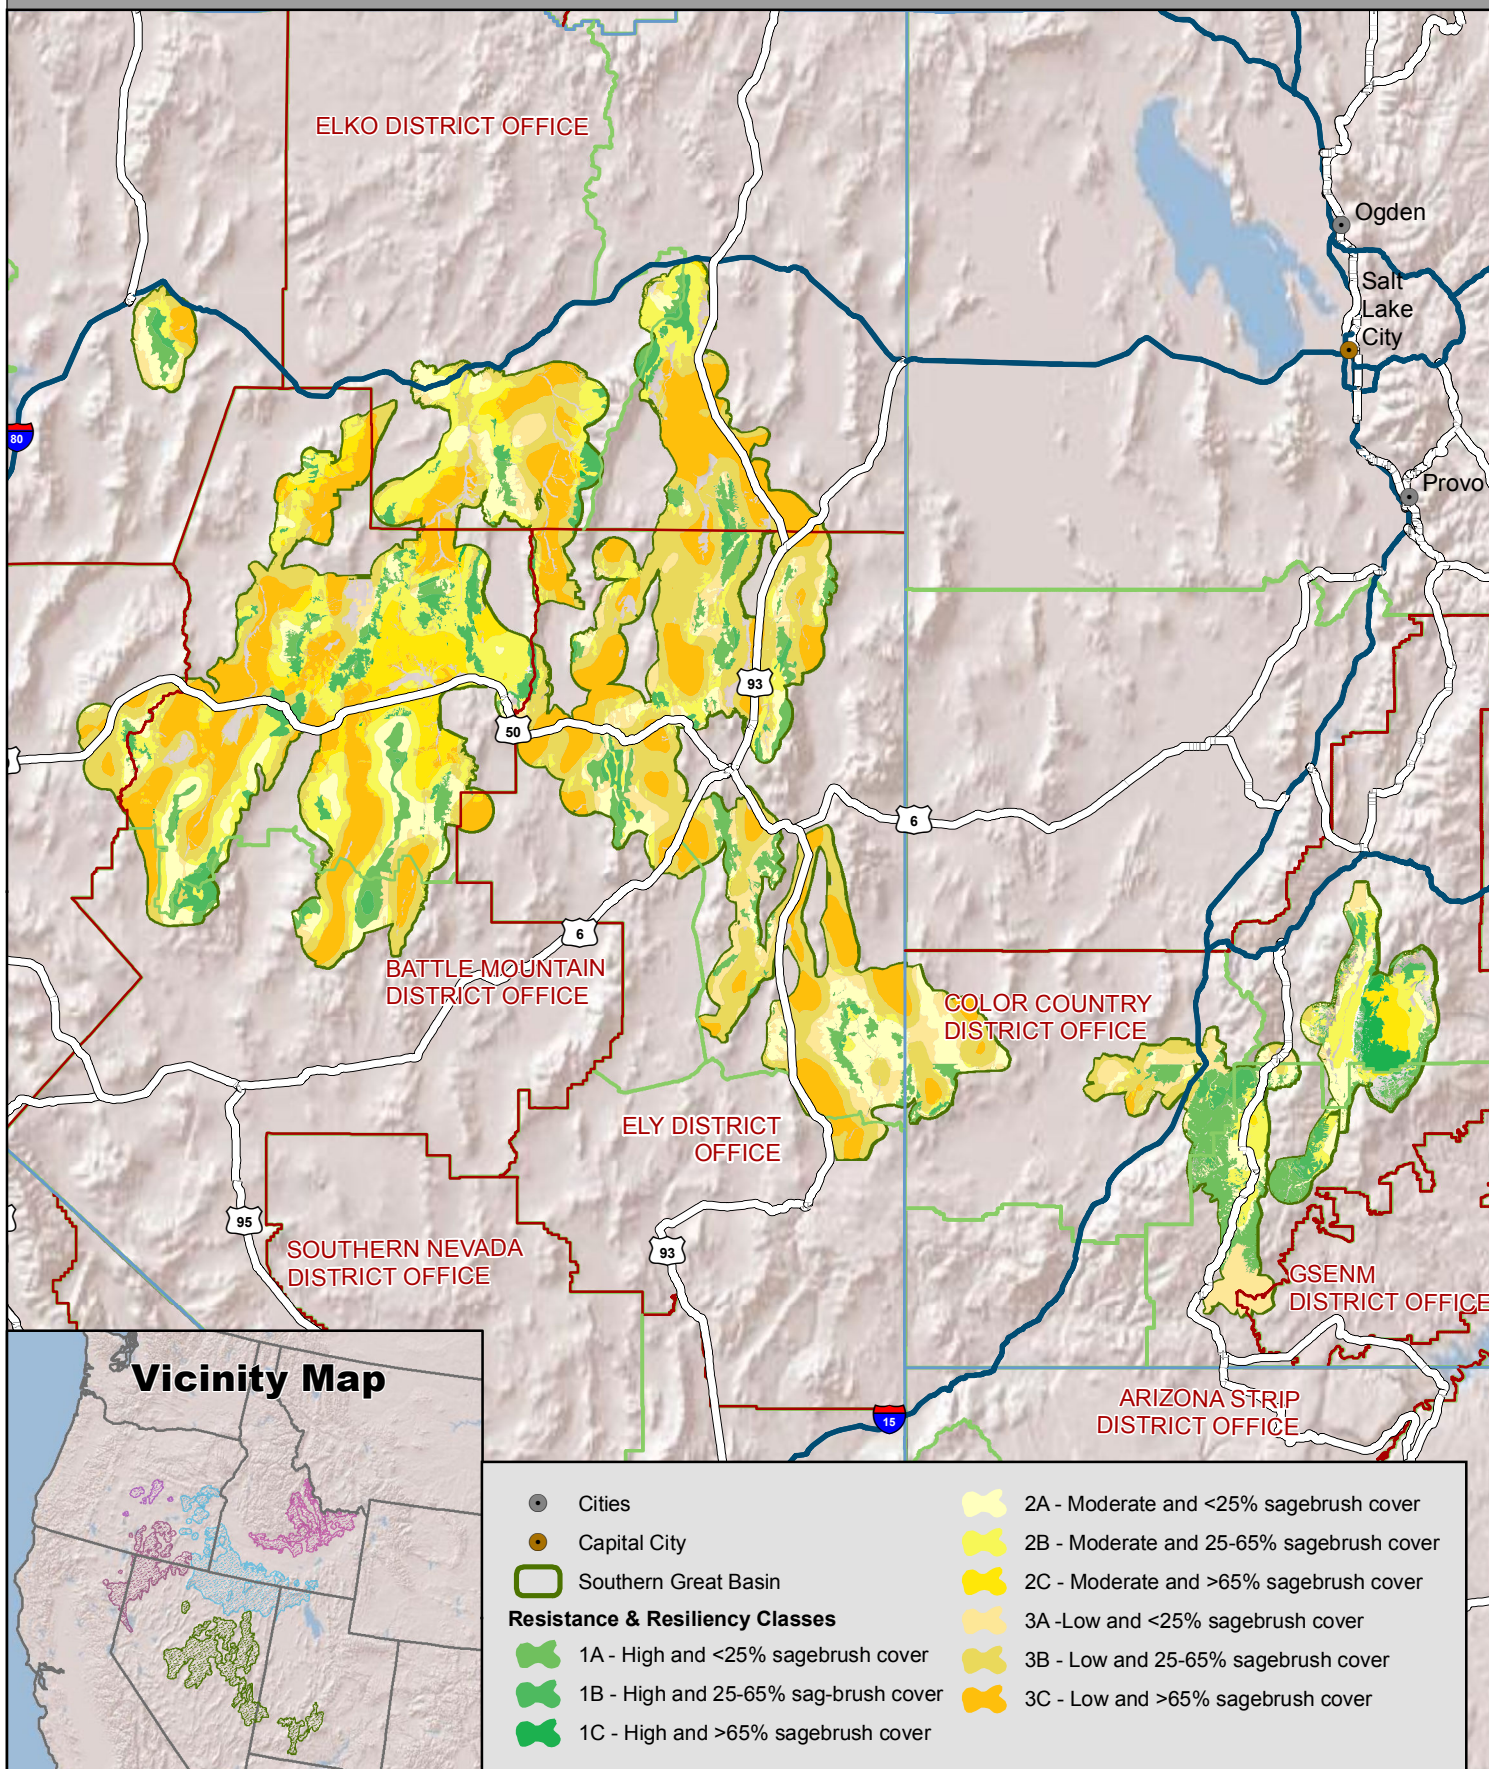 ELKO DISTRICT OFFICE
Ogden
Salt
Lake
City
80
Provo
93
50
6
6
BATTLE MOUNTAIN
DISTRICT OFFICE
COLOR COUNTRY
DISTRICT OFFICE
ELY DISTRICT
OFFICE
95
93
SOUTHERN NEVADA
DISTRICT OFFICE
GSENM
DISTRICT OFFICE
ARIZONA STRIP
DISTRICT OFFICE
15
Vicinity Map
Cities
Capital City
Southern Great Basin
Resistance & Resiliency Classes
1A - High and <25% sagebrush cover
1B - High and 25-65% sag-brush cover
1C - High and >65% sagebrush cover
2A - Moderate and <25% sagebrush cover
2B - Moderate and 25-65% sagebrush cover
2C - Moderate and >65% sagebrush cover
3A -Low and <25% sagebrush cover
3B - Low and 25-65% sagebrush cover
3C - Low and >65% sagebrush cover